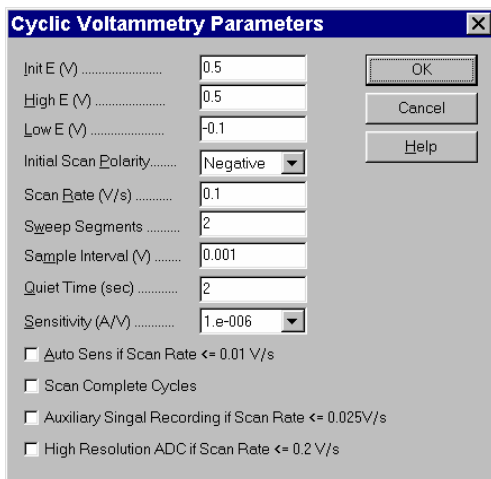 Cyclic Voltammetry Parameters
Init E (V) ........................ 0.5
High E (V) ..................... 0.5
Low E (V) ...................... -0.1
Initial Scan Polarity........ Negative
Scan Rate (V/s) ........... 0.1
Sweep Segments .......... 2
Sample Interval (V) ........ 0.001
Quiet Time (sec) ............ 2
Sensitivity (A/V) ............ 1.e-006
Auto Sens if Scan Rate <= 0.01 V/s
Scan Complete Cycles
Auxiliary Singal Recording if Scan Rate <= 0.025V/s
High Resolution ADC if Scan Rate <= 0.2 V/s
OK
Cancel
Help